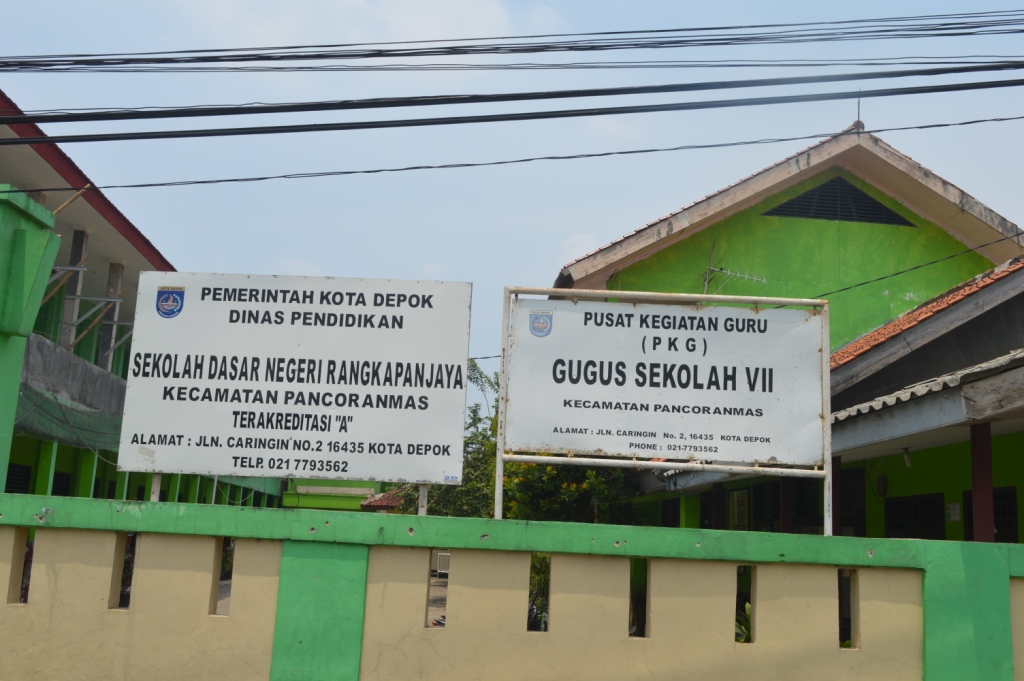 PEMERINTAH KOTA DEPOK
DINAS PENDIDIKAN
SEKOLAH DASAR NEGERI RANGKAPANJAYA
KECAMATAN PANCORANMAS
TERAKREDITASI "A"
ALAMAT : JLN. CARINGIN NO.2 16435 KOTA DEPOK
TELP. 021 7793562
PUSAT KEGIATAN GURU
( P K G )
GUGUS SEKOLAH VII
KECAMATAN PANCORANMAS
ALAMAT : JLN. CARINGIN No. 2, 16435 KOTA DEPOK
PHONE : 021-7793562